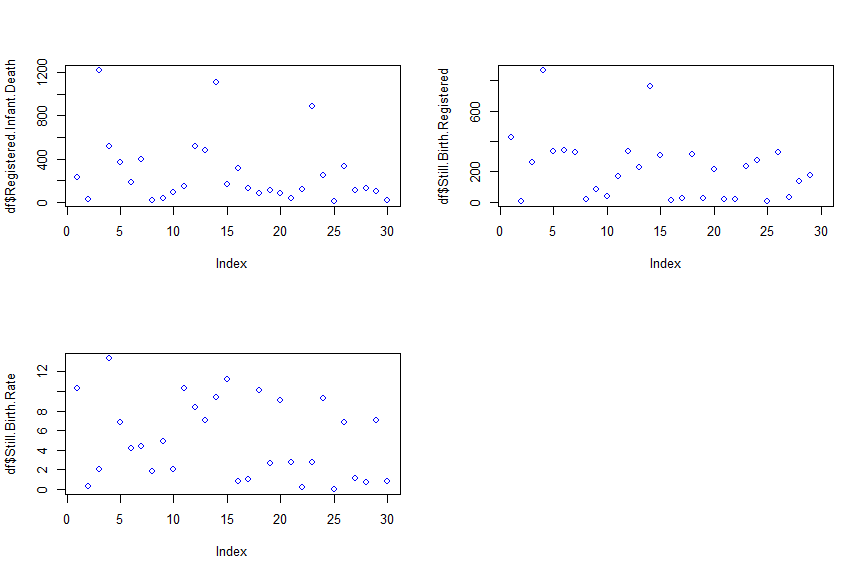 df$Registered.Infant.Death
0 400 800 1200
0 5 10 15 20 25 30
Index
df$Still.Birth.Registered
0 200 600
0 5 10 15 20 25 30
Index
df$Still.Birth.Rate
0 2 4 6 8 12
0 5 10 15 20 25 30
Index